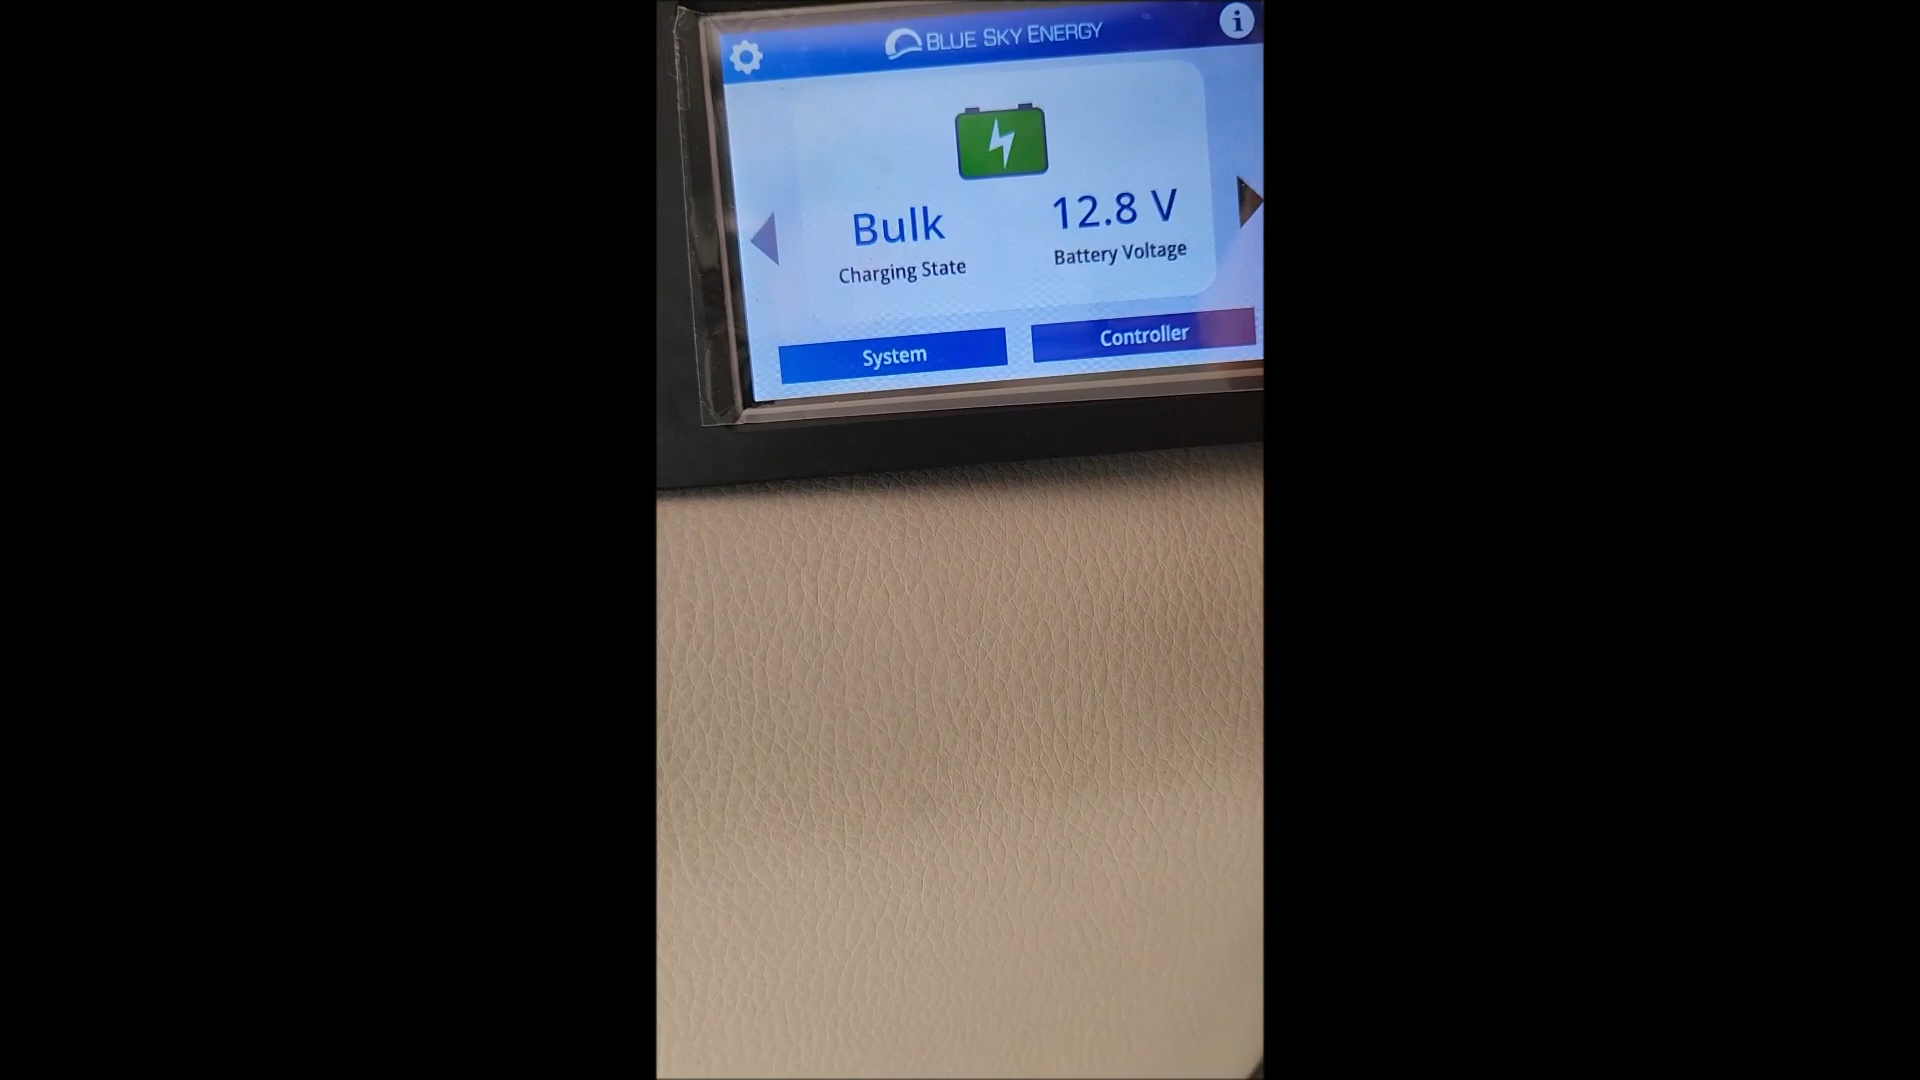 BLUE SKY ENERGY
i
Bulk
12.8 V
Charging State
Battery Voltage
System
Controller